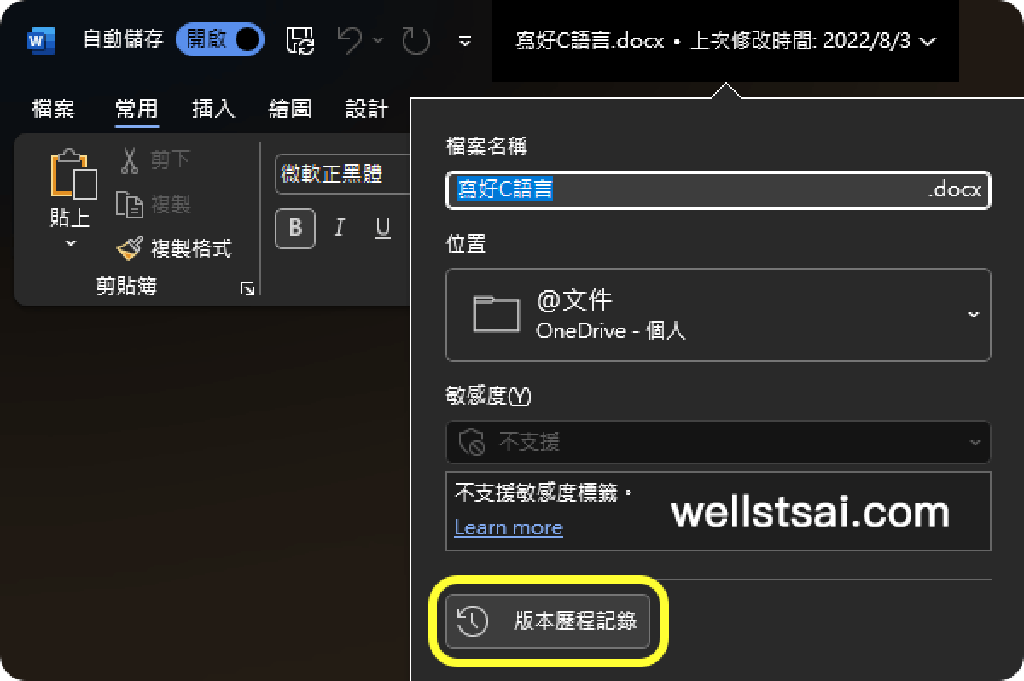 W
自動儲存 開啟
寫好C語言.docx • 上次修改時間: 2022/8/3
檔案 常用 插入 繪圖 設計
貼上
剪下
複製
複製格式
剪貼簿
微軟正黑體
B I U
檔案名稱
寫好C語言 .docx
位置
@文件
OneDrive - 個人
敏感度(Y)
不支援
不支援敏感度標籤。
Learn more
wellstsai.com
版本歷程記錄